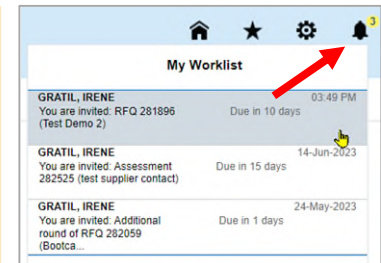 3
My Worklist
GRATIL, IRENE 03:49 PM
You are invited: RFQ 281896 Due in 10 days
(Test Demo 2)
GRATIL, IRENE 14-Jun-2023
You are invited: Assessment Due in 15 days
282525 (test supplier contact)
GRATIL, IRENE 24-May-2023
You are invited: Additional Due in 1 days
round of RFQ 282059
(Bootca...